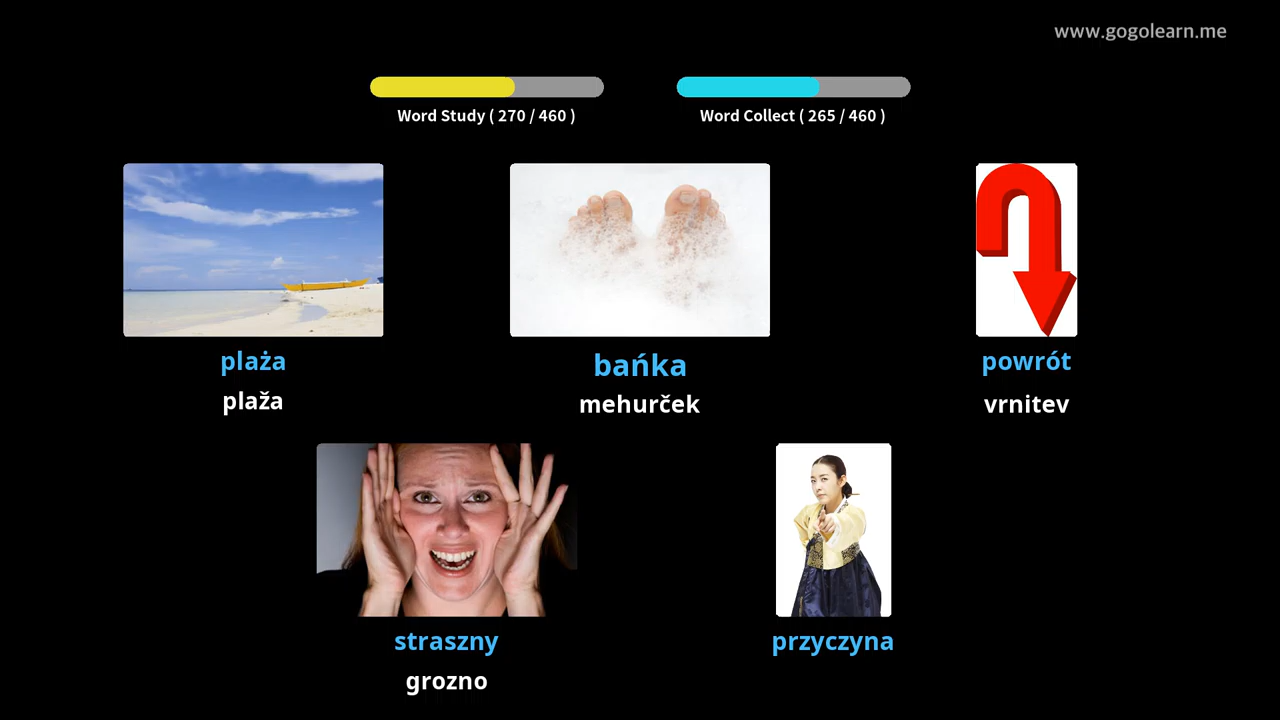 www.gogolearn.me
Word Study ( 270 / 460 )
Word Collect ( 265 / 460 )
plaża
bańka
powrót
plaža
mehurček
vrnitev
straszny
przyczyna
grozno